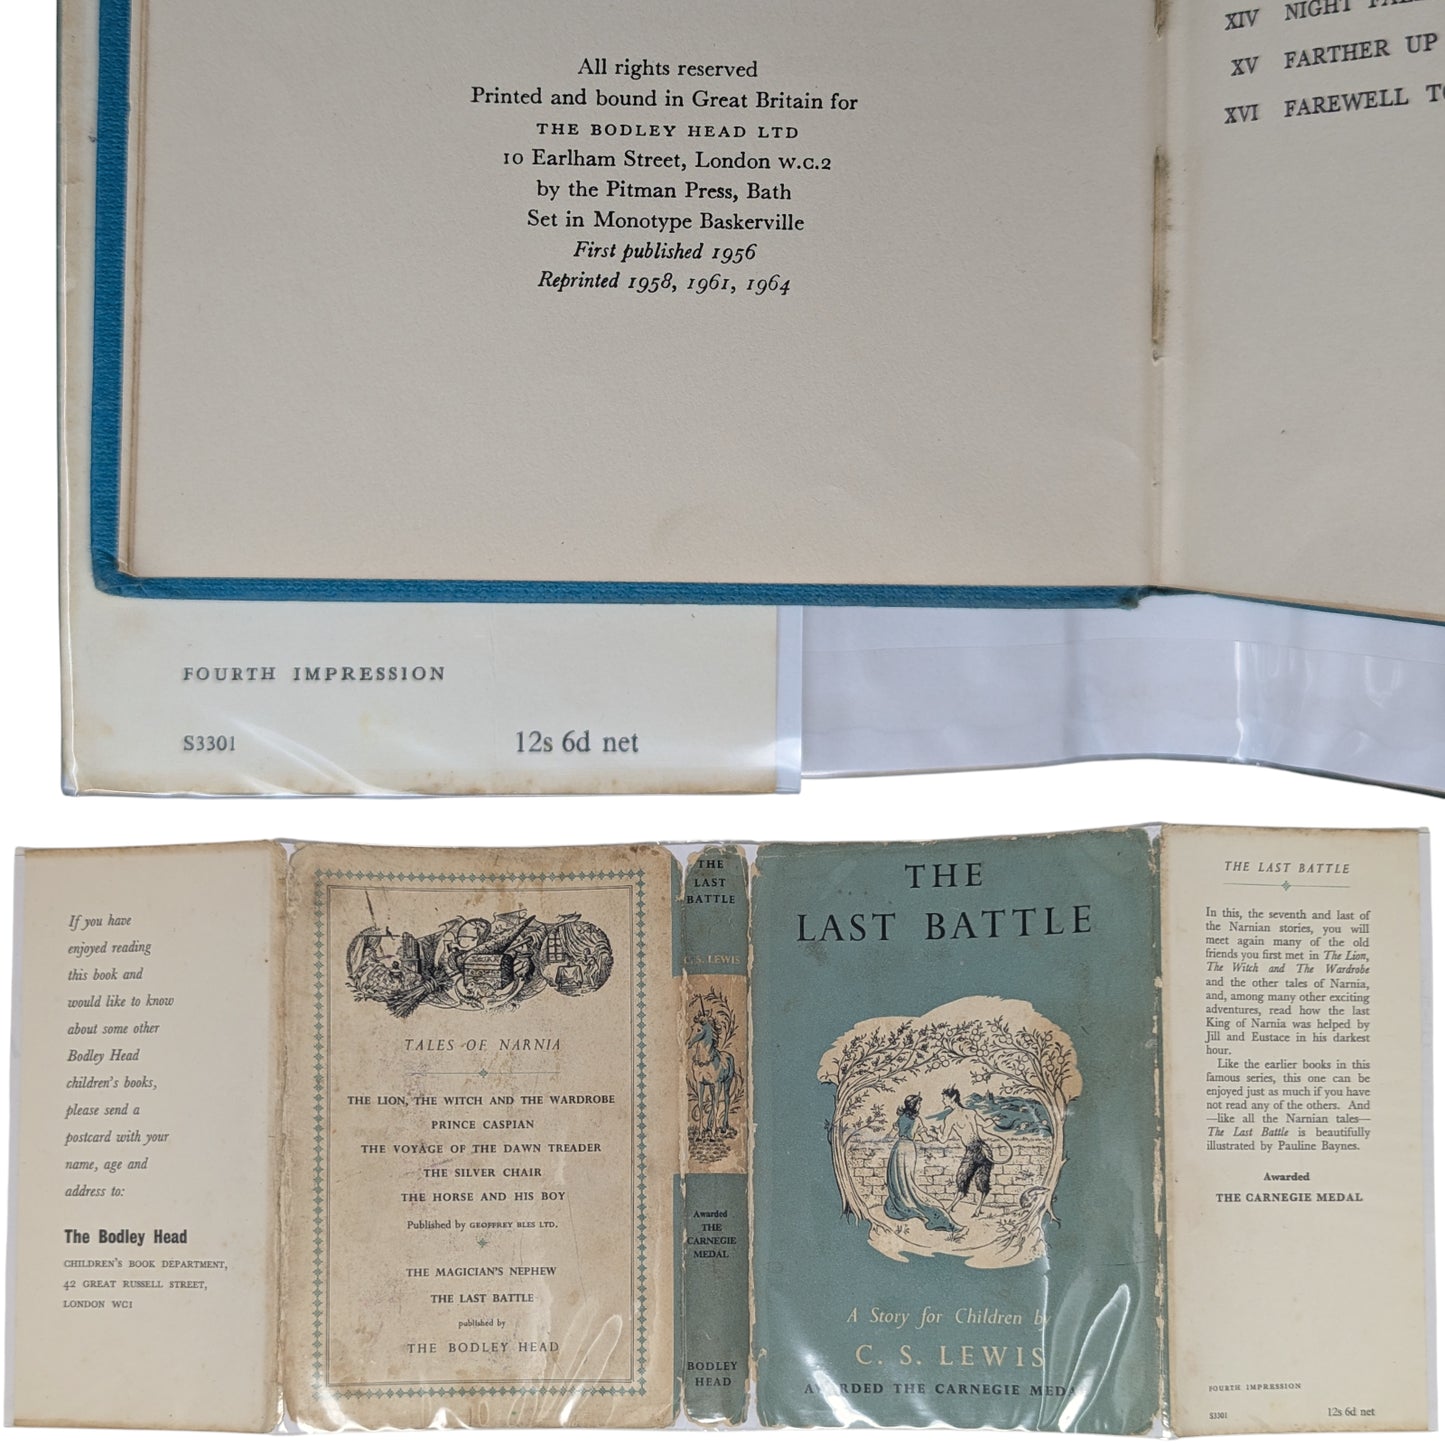 All rights reserved
Printed and bound in Great Britain for
THE BODLEY HEAD LTD
10 Earlham Street, London W.C.2
by the Pitman Press, Bath
Set in Monotype Baskerville
First published 1956
Reprinted 1958, 1961, 1964
XIV NIGHT
XV FARTHER UP
XVI FAREWELL
FOURTH IMPRESSION
S3301 12s 6d net
If you have
enjoyed reading
this book and
would like to know
about some other
Bodley Head
children's books,
please send a
postcard with your
name, age and
address to:
The Bodley Head
CHILDREN'S BOOK DEPARTMENT,
42 GREAT RUSSELL STREET,
LONDON WC1
TALES OF NARNIA
THE LION, THE WITCH AND THE WARDROBE
PRINCE CASPIAN
THE VOYAGE OF THE DAWN TREADER
THE SILVER CHAIR
THE HORSE AND HIS BOY
Published by GEOFFREY BLES LTD.
THE MAGICIAN'S NEPHEW
THE LAST BATTLE
published by
THE BODLEY HEAD
THE
LAST
BATTLE
C. S. LEWIS
Awarded
THE
CARNEGIE
MEDAL
BODLEY
HEAD
THE
LAST BATTLE
A Story for Children by
C. S. LEWIS
AWARDED THE CARNEGIE MEDAL
THE LAST BATTLE
In this, the seventh and last of
the Narnian stories, you will
meet again many of the old
friends you first met in The Lion,
The Witch and The Wardrobe
and the other tales of Narnia,
and, among many other exciting
adventures, read how the last
King of Narnia was helped by
Jill and Eustace in his darkest
hour.
Like the earlier books in this
famous series, this one can be
enjoyed just as much if you have
not read any of the others. And
—like all the Narnian tales—
The Last Battle is beautifully
illustrated by Pauline Baynes.
Awarded
THE CARNEGIE MEDAL
FOURTH IMPRESSION
S3301 12s 6d net